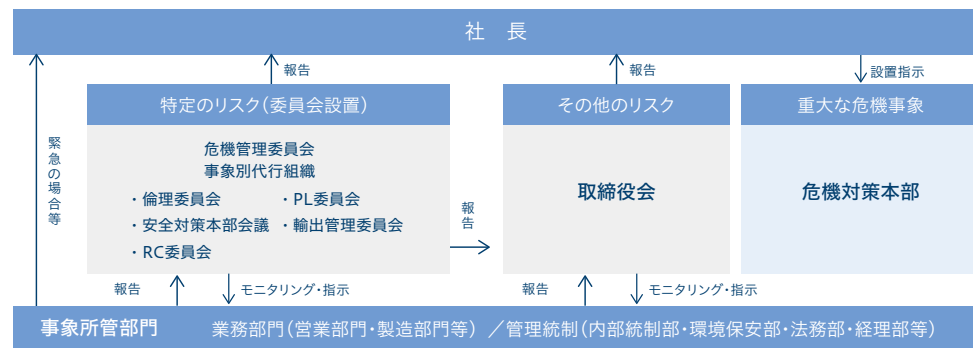 社　長
報告
報告
設置指示
緊急の場合等
特定のリスク（委員会設置）
危機管理委員会
事象別代行組織
・倫理委員会
・PL委員会
・安全対策本部会議
・輸出管理委員会
・RC委員会
報告
その他のリスク
取締役会
重大な危機事象
危機対策本部
報告
モニタリング・指示
報告
モニタリング・指示
事象所管部門　業務部門（営業部門・製造部門等）／管理統制（内部統制部・環境保安部・法務部・経理部等）